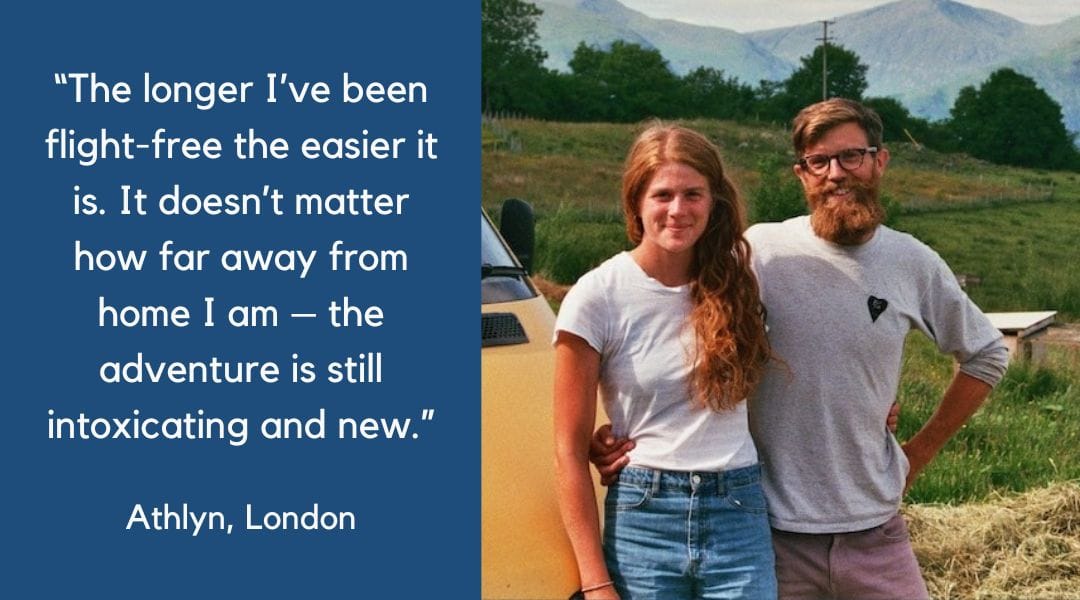 “The longer I’ve been
flight-free the easier it
is. It doesn’t matter
how far away from
home I am – the
adventure is still
intoxicating and new.”
Athlyn, London